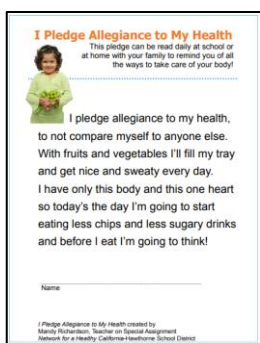 I Pledge Allegiance to My Health
This pledge can be read daily at school or
at home with your family to remind you of all
the ways to take care of your body!
I pledge allegiance to my health,
to not compare myself to anyone else.
With fruits and vegetables I'll fill my tray
and get nice and sweaty every day.
I have only this body and this one heart
so today's the day I'm going to start
eating less chips and less sugary drinks
and before I eat I'm going to think!
Name
I Pledge Allegiance to My Health created by
Mandy Richardson, Teacher on Special Assignment
Network for a Healthy California-Hawthorne School District